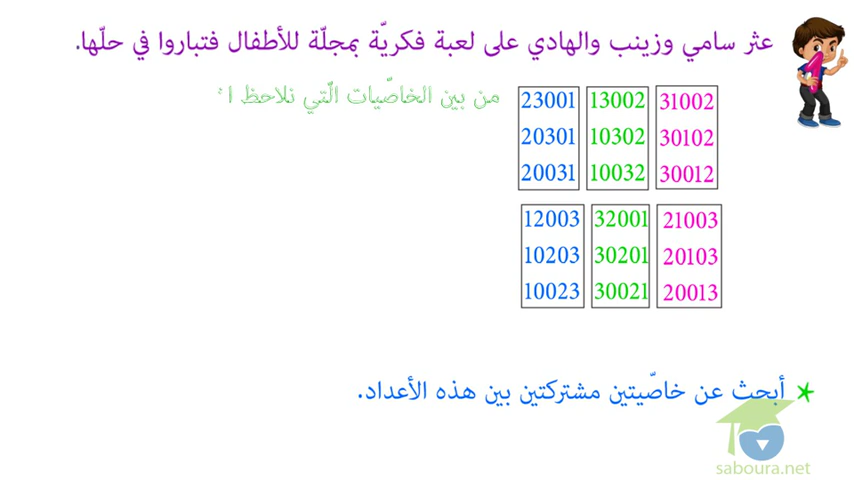 عثر سامي وزينب والهادي على لعبة فكريّة بمجلّة للأطفال فتباروا في حلّها.
من بين الخاصّيات الّتي نلاحظ
31002 13002 23001
30102 10302 20301
30012 10032 20031
21003 32001 12003
20103 30201 10203
20013 30021 10023
* أبحث عن خاصّيتين مشتركتين بين هذه الأعداد.
saboura.net